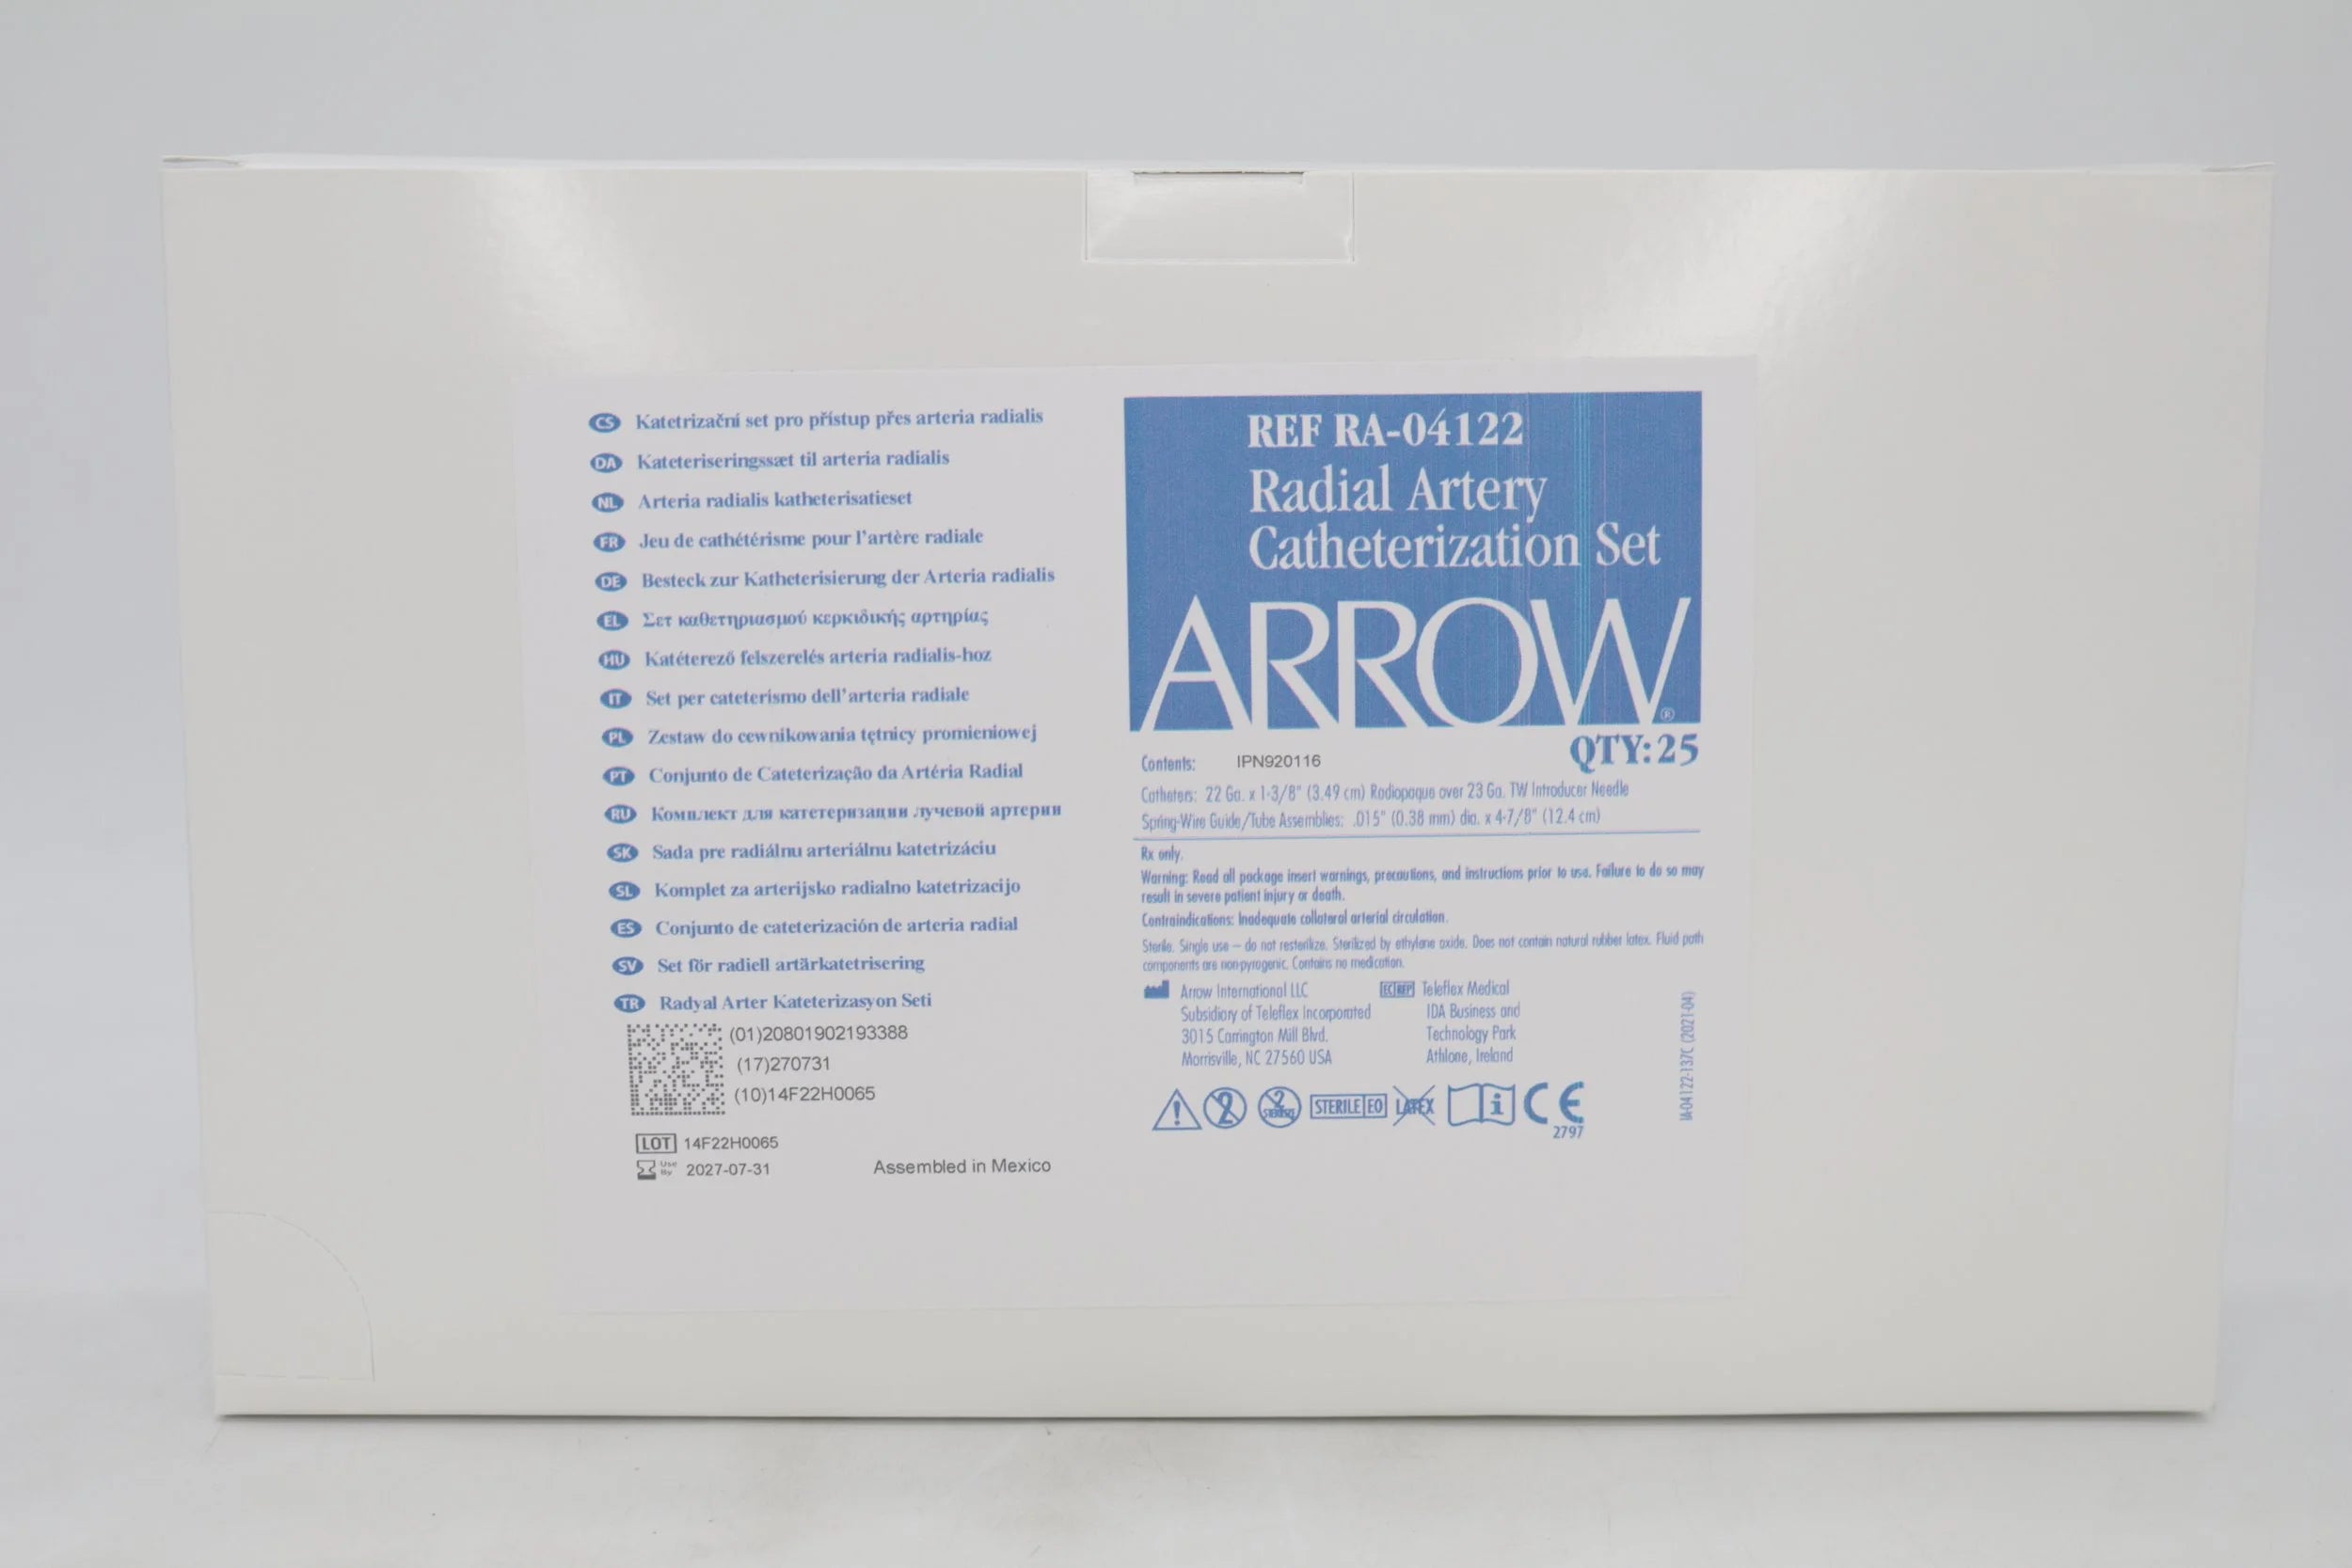 CS Katetrizační set pro přístup přes arteria radialis
DA Kateteriseringssæt til arteria radialis
NL Arteria radialis katheterisatieset
FR Jeu de cathétérisme pour l'artère radiale
DE Besteck zur Katheterisierung der Arteria radialis
EL Σετ καθετηριασμού κερκιδικής αρτηρίας
HU Katéterező felszerelés arteria radialis-hoz
IT Set per cateterismo dell'arteria radiale
PL Zestaw do cewnikowania tętnicy promieniowej
PT Conjunto de Cateterização da Artéria Radial
RU Комплект для катетеризации лучевой артерии
SK Sada pre radiálnu arteriálnu katetrizáciu
SL Komplet za arterijsko radialno katetrizacijo
ES Conjunto de cateterización de arteria radial
SV Set för radiell artärkatetrisering
TR Radyal Arter Kateterizasyon Seti
(01)20801902193388
(17)270731
(10)14F22H0065
LOT 14F22H0065
Use By 2027-07-31
Assembled in Mexico
REF RA-04122
Radial Artery
Catheterization Set
ARROW®
QTY:25
Contents: IPN920116
Catheters: 22 Ga. x 1-3/8" (3.49 cm) Radiopaque over 23 Ga. TW Introducer Needle
Spring-Wire Guide/Tube Assemblies: .015" (0.38 mm) dia. x 4-7/8" (12.4 cm)
Rx only.
Warning: Read all package insert warnings, precautions, and instructions prior to use. Failure to do so may
result in severe patient injury or death.
Contraindications: Inadequate collateral arterial circulation.
Sterile. Single use – do not resterilize. Sterilized by ethylene oxide. Does not contain natural rubber latex. Fluid path
components are non-pyrogenic. Contains no medication.
Arrow International LLC
Subsidiary of Teleflex Incorporated
3015 Carrington Mill Blvd.
Morrisville, NC 27560 USA
EC REP Teleflex Medical
IDA Business and
Technology Park
Athlone, Ireland
2 2 STERILIZE STERILE EO LATEX i CE
2797
IA-04122-137C (2021-04)